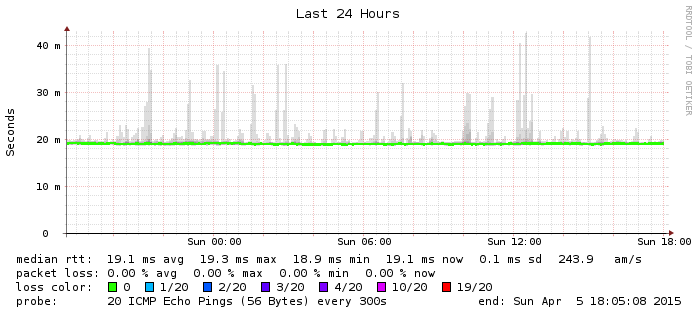 Last 24 Hours
RRDTOOL / TOBI OETIKER
Seconds
40 m
30 m
20 m
10 m
0
Sun 00:00 Sun 06:00 Sun 12:00 Sun 18:00
median rtt: 19.1 ms avg 19.3 ms max 18.9 ms min 19.1 ms now 0.1 ms sd 243.9 am/s
packet loss: 0.00 % avg 0.00 % max 0.00 % min 0.00 % now
loss color: 0 1/20 2/20 3/20 4/20 10/20 19/20
probe: 20 ICMP Echo Pings (56 Bytes) every 300s end: Sun Apr 5 18:05:08 2015